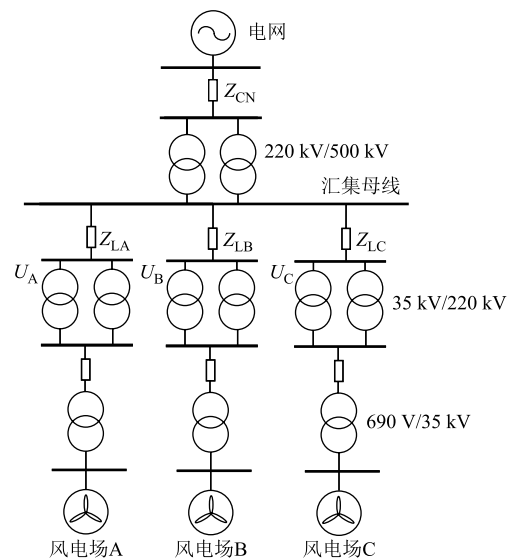 电网
Z_CN
220 kV/500 kV
汇集母线
Z_LA
Z_LB
Z_LC
U_A
U_B
U_C
35 kV/220 kV
690 V/35 kV
风电场A
风电场B
风电场C